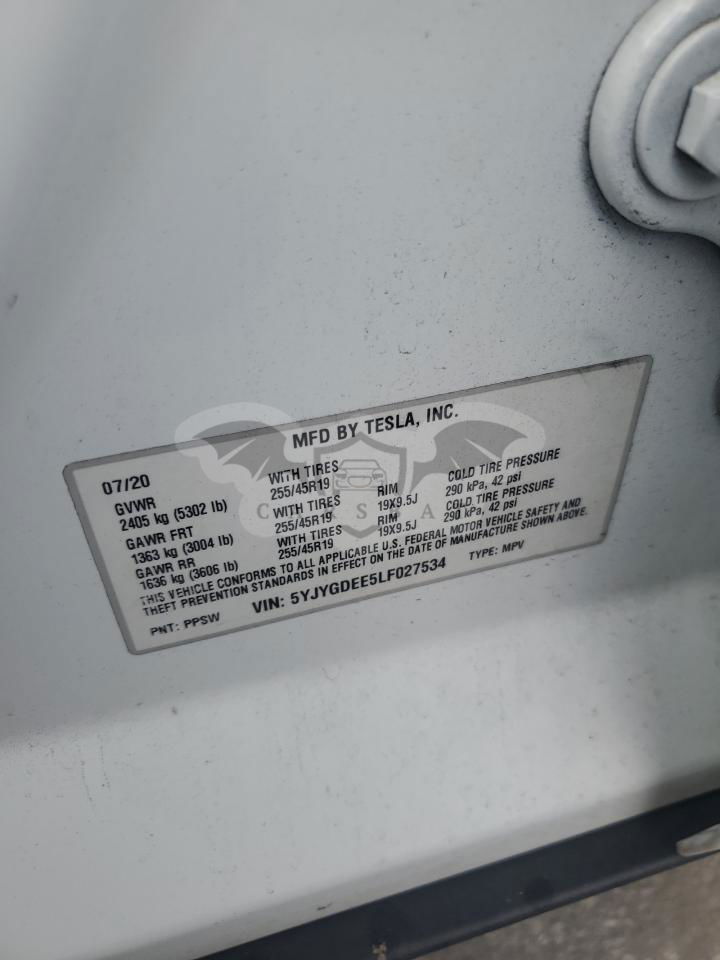 MFD BY TESLA, INC.
07/20
GVWR WITH TIRES
2405 kg (5302 lb) 255/45R19 RIM COLD TIRE PRESSURE
GAWR FRT WITH TIRES 19X9.5J 290 kPa, 42 psi
1363 kg (3004 lb) 255/45R19 RIM COLD TIRE PRESSURE
GAWR RR WITH TIRES 19X9.5J 290 kPa, 42 psi
1636 kg (3606 lb) 255/45R19
THIS VEHICLE CONFORMS TO ALL APPLICABLE U.S. FEDERAL MOTOR VEHICLE SAFETY AND
THEFT PREVENTION STANDARDS IN EFFECT ON THE DATE OF MANUFACTURE SHOWN ABOVE.
PNT: PPSW VIN: 5YJYGDEE5LF027534 TYPE: MPV